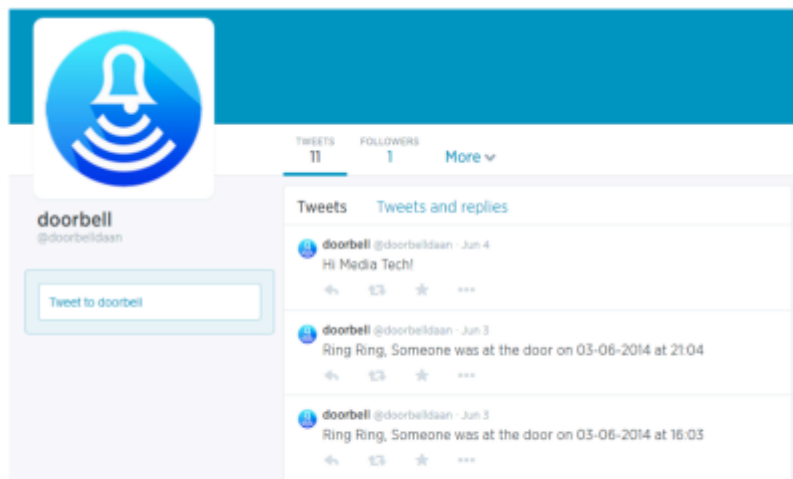 TWEETS FOLLOWERS
11 1 More
doorbell
@doorbelldaan
Tweet to doorbell
Tweets Tweets and replies
doorbell @doorbelldaan · Jun 4
Hi Media Tech!
doorbell @doorbelldaan · Jun 3
Ring Ring, Someone was at the door on 03-06-2014 at 21:04
doorbell @doorbelldaan · Jun 3
Ring Ring, Someone was at the door on 03-06-2014 at 16:03